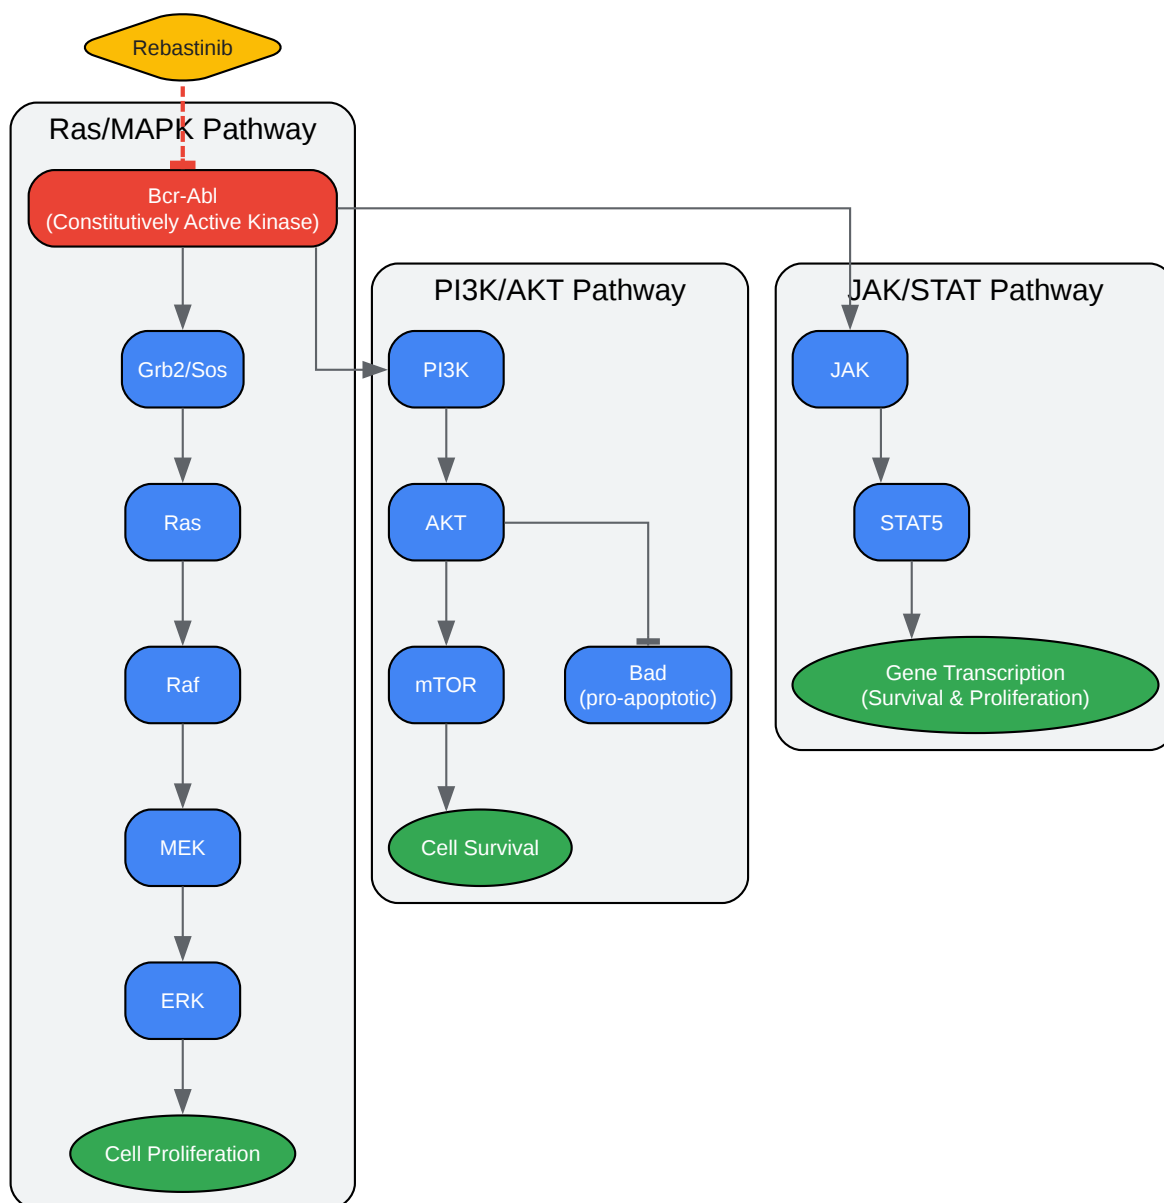 Rebastinib
Ras/MAPK Pathway
Bcr-Abl
(Constitutively Active Kinase)
Grb2/Sos
Ras
Raf
MEK
ERK
Cell Proliferation
PI3K/AKT Pathway
PI3K
AKT
mTOR
Bad
(pro-apoptotic)
Cell Survival
JAK/STAT Pathway
JAK
STAT5
Gene Transcription
(Survival & Proliferation)